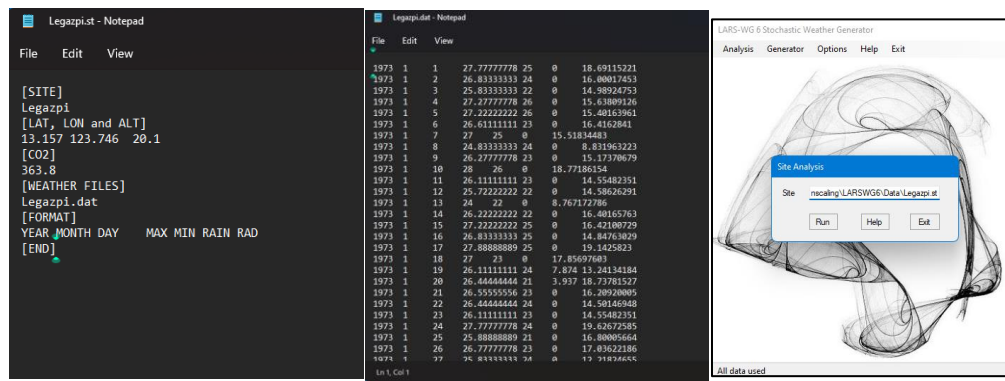 Legazpi.st - Notepad
File Edit View
[SITE]
Legazpi
[LAT, LON and ALT]
13.157 123.746 20.1
[CO2]
363.8
[WEATHER FILES]
Legazpi.dat
[FORMAT]
YEAR MONTH DAY MAX MIN RAIN RAD
[END]
Legazpi.dat - Notepad
File Edit View
1973 1 1 27.77777778 25 0 18.69115221
1973 1 2 26.83333333 24 0 16.00017453
1973 1 3 25.83333333 22 0 14.98924753
1973 1 4 27.27777778 26 0 15.63809126
1973 1 5 27.22222222 26 0 15.40163961
1973 1 6 26.61111111 23 0 16.4162841
1973 1 7 27 25 0 15.51834483
1973 1 8 24.83333333 24 0 8.831963223
1973 1 9 26.27777778 23 0 15.17370679
1973 1 10 28 26 0 18.77186154
1973 1 11 26.11111111 23 0 14.55482351
1973 1 12 25.72222222 22 0 14.58626291
1973 1 13 24 22 0 8.767172786
1973 1 14 26.22222222 22 0 16.40165763
1973 1 15 27.22222222 25 0 16.42100729
1973 1 16 26.83333333 25 0 14.84763029
1973 1 17 27.88888889 25 0 19.1425823
1973 1 18 27 23 0 17.85697603
1973 1 19 26.11111111 24 7.874 13.24134184
1973 1 20 26.44444444 21 3.937 18.73781527
1973 1 21 26.55555556 23 0 16.20920005
1973 1 22 26.44444444 24 0 14.50146948
1973 1 23 26.11111111 23 0 14.55482351
1973 1 24 27.77777778 24 0 19.62672585
1973 1 25 25.88888889 21 0 16.80005664
1973 1 26 26.77777778 23 0 17.03622186
1973 1 27 25.83333333 24 0 12.21824655
Ln 1, Col 1
LARS-WG 6 Stochastic Weather Generator
Analysis Generator Options Help Exit
Site Analysis
Site nscaling\LARSWG6\Data\Legazpi.st
Run Help Exit
All data used